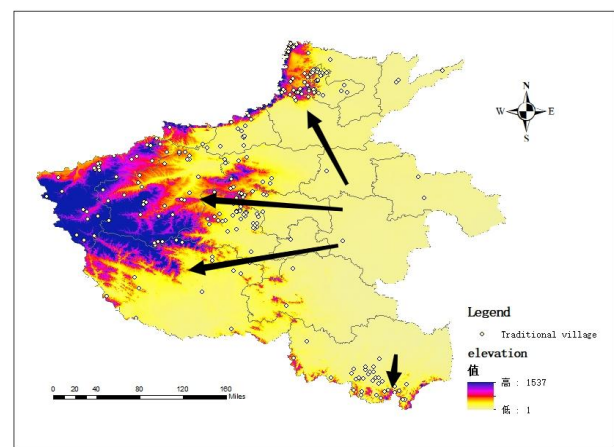 N
W E
S
Legend
Traditional village
elevation
值
高 : 1537
低 : 1
0 20 40 80 120 160
Miles